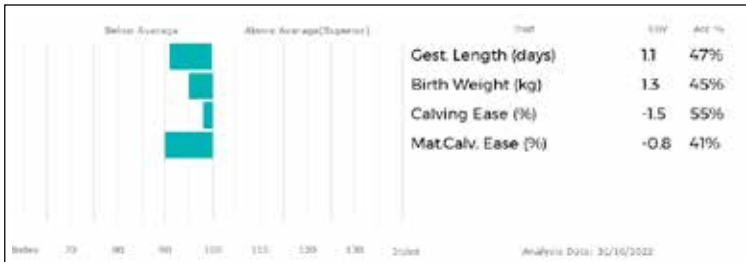 Below Average Above Average(Superior) Trait EBV Acc %
Gest. Length (days) 1.1 47%
Birth Weight (kg) 1.3 45%
Calving Ease (%) -1.5 55%
Mat.Calv. Ease (%) -0.8 41%
Index 70 80 90 100 110 120 130 Index Analysis Date: 31/10/2022